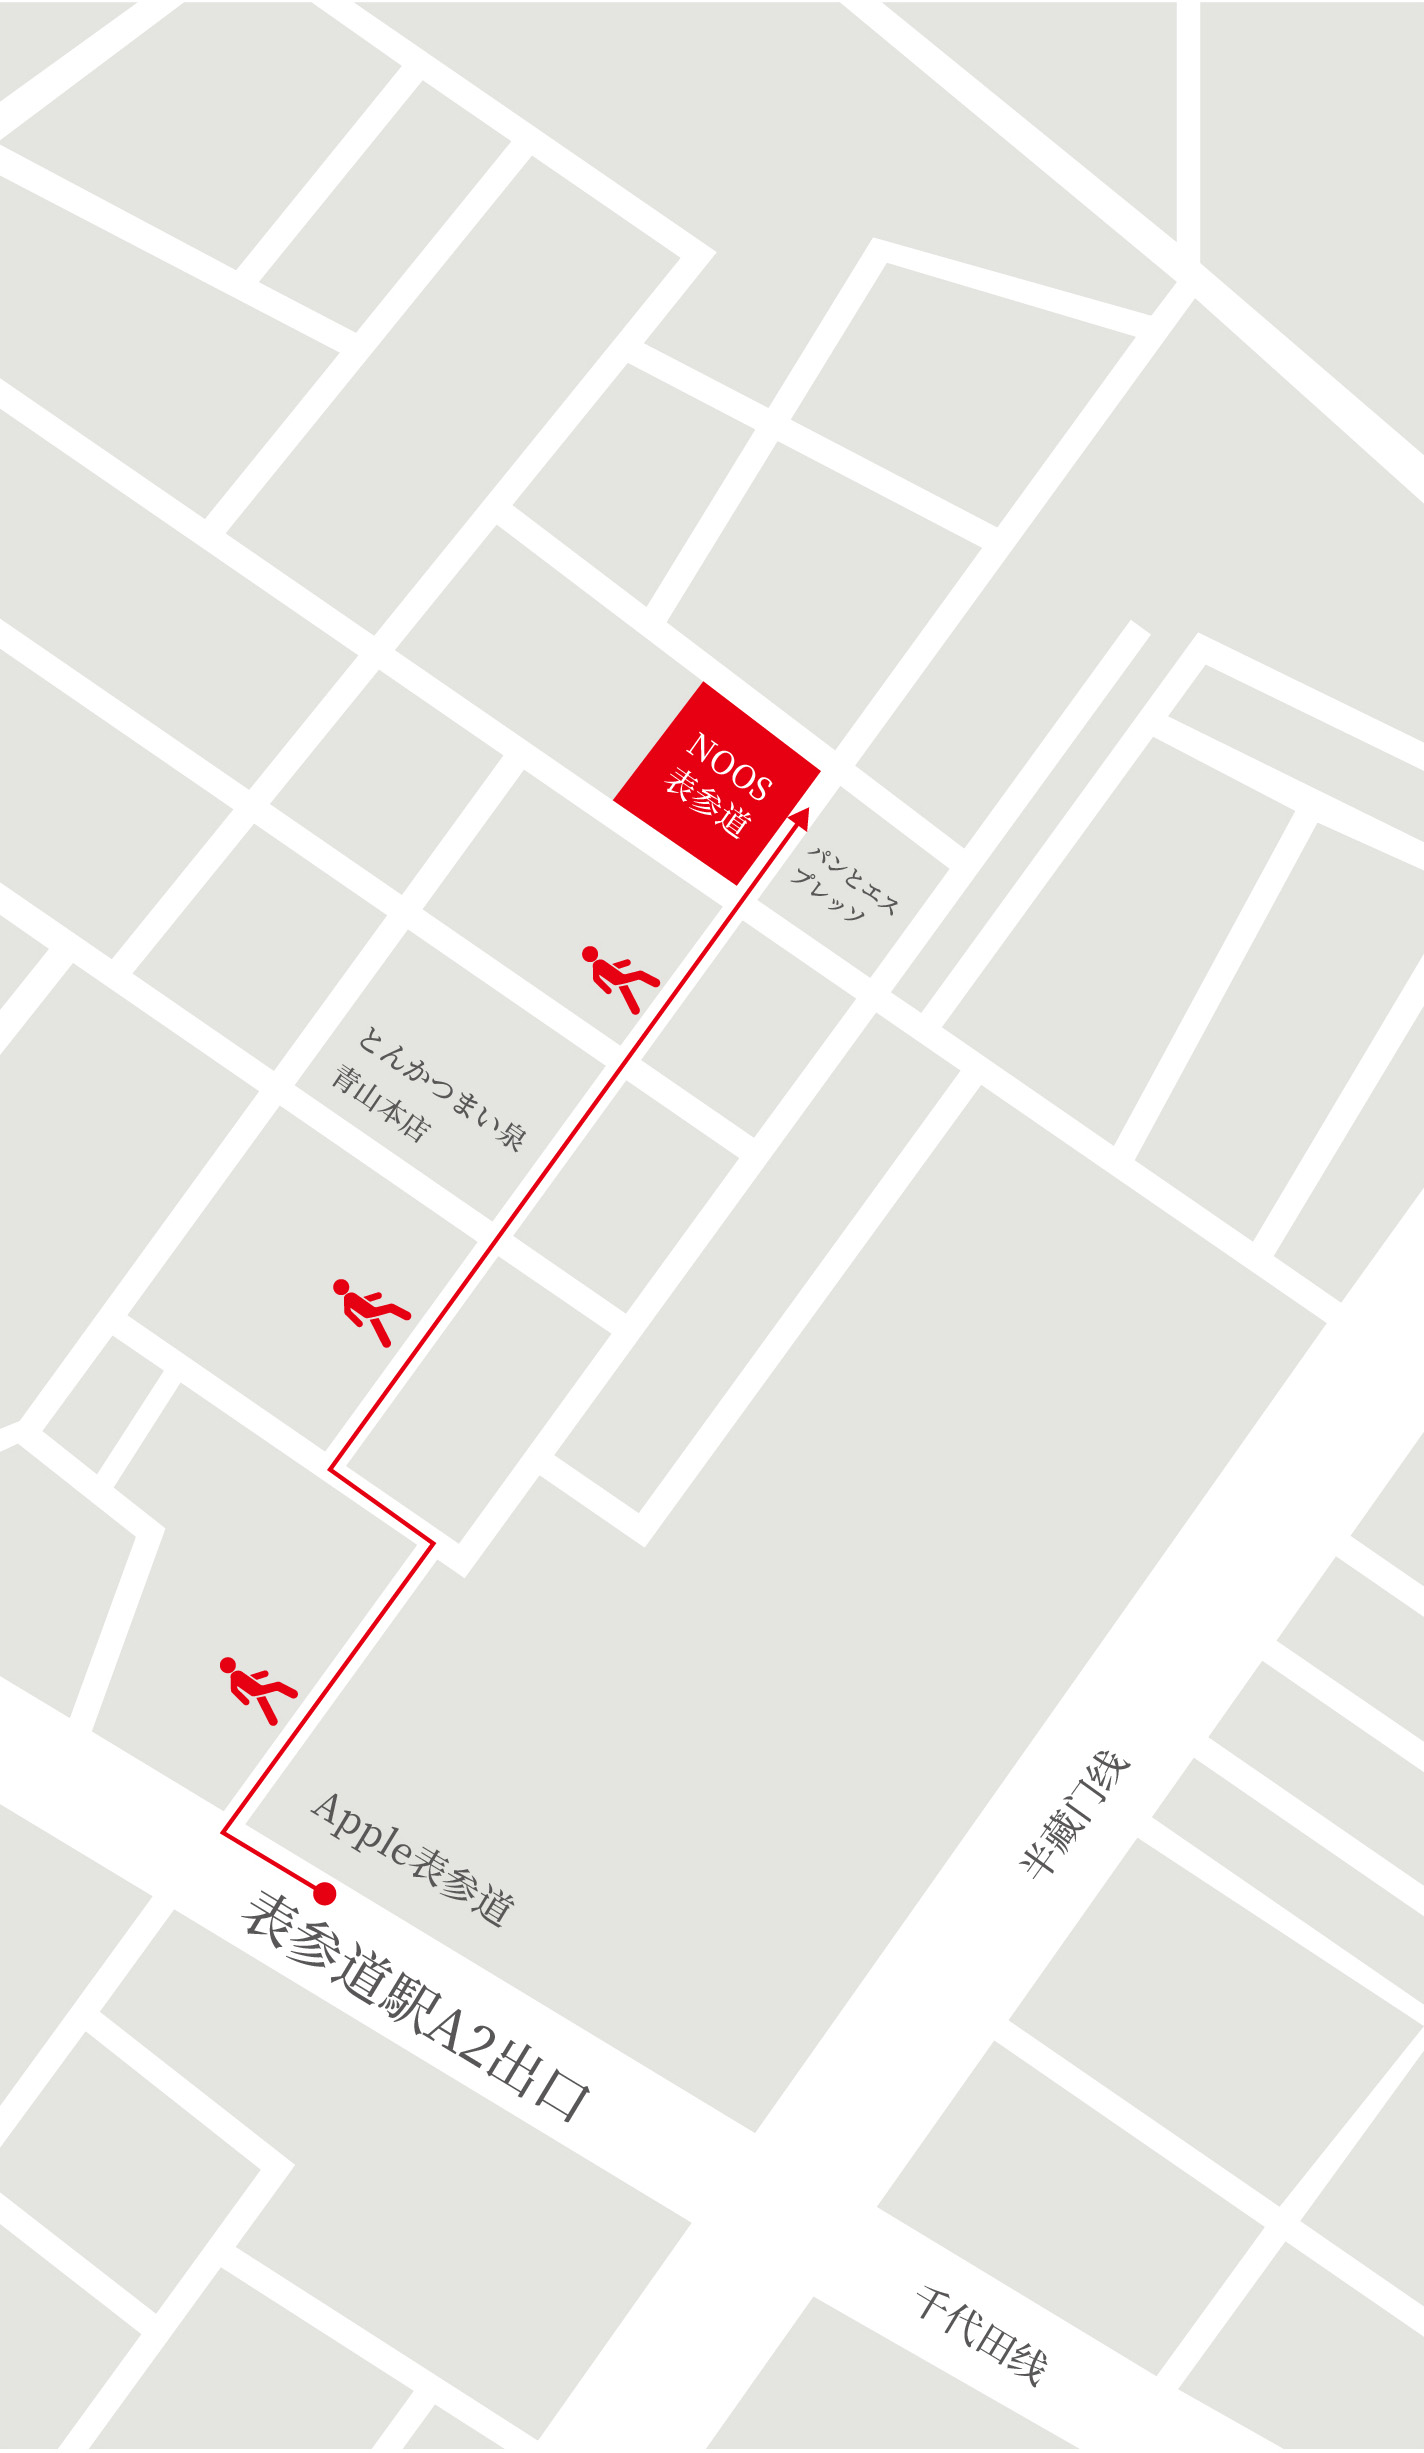 NOOS
表参道
パンとエス
プレッソ
とんかつまい泉
青山本店
半藏门线
Apple表参道
表参道駅A2出口
千代田线